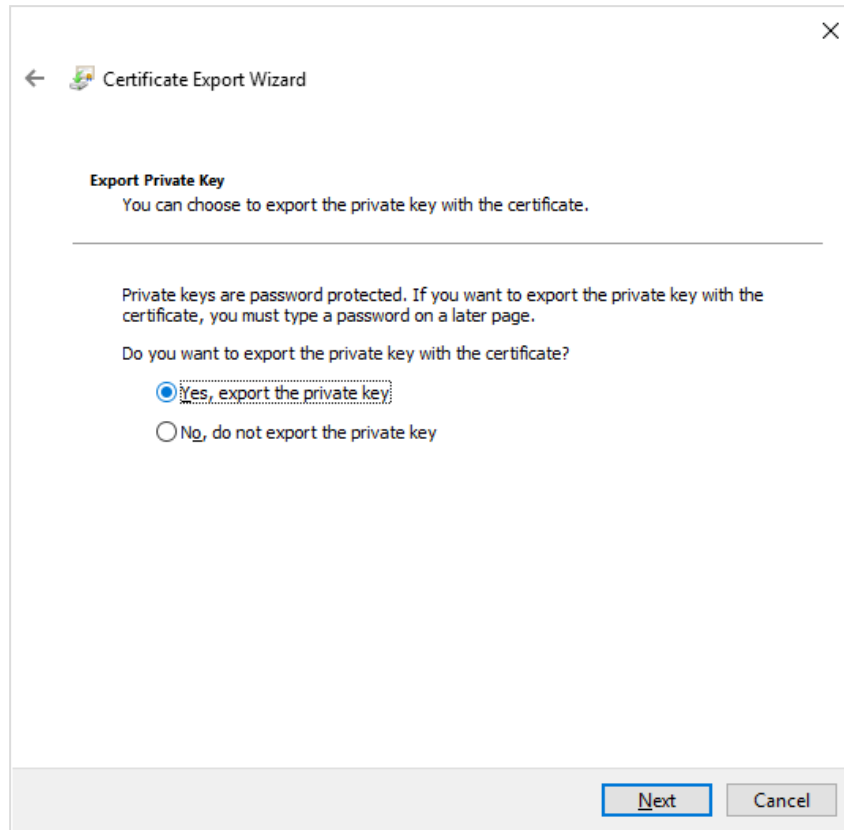 Certificate Export Wizard
Export Private Key
You can choose to export the private key with the certificate.
Private keys are password protected. If you want to export the private key with the
certificate, you must type a password on a later page.
Do you want to export the private key with the certificate?
Yes, export the private key
No, do not export the private key
Next
Cancel